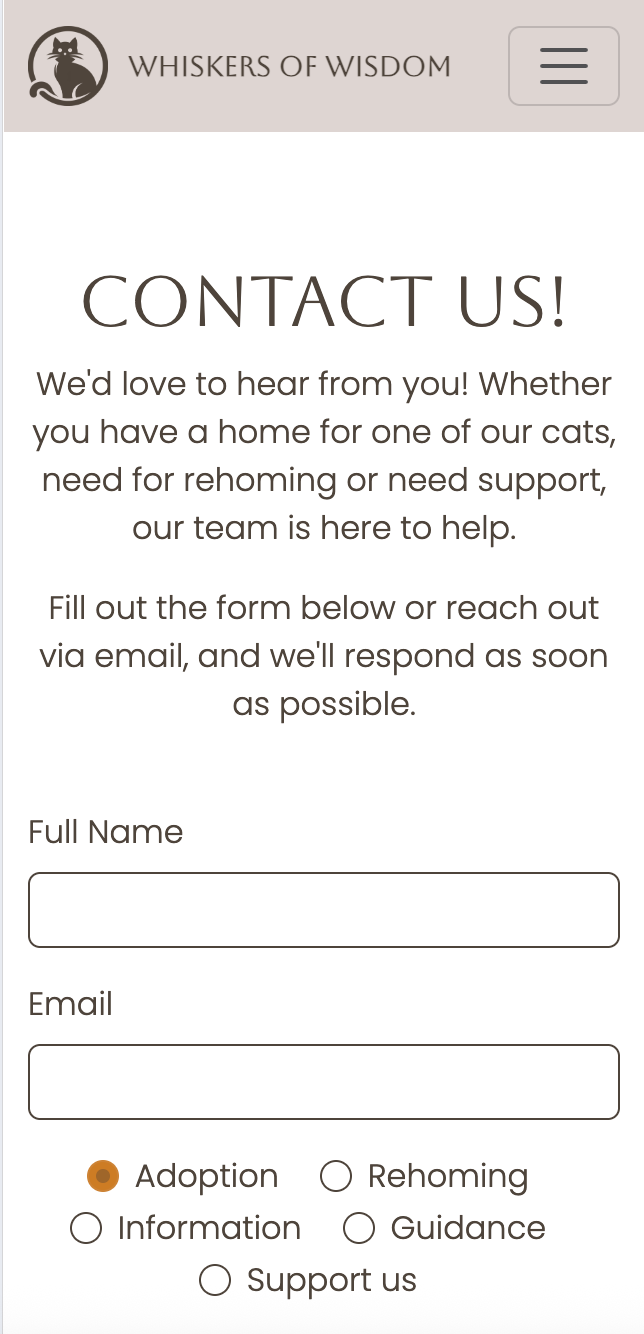 WHISKERS OF WISDOM
CONTACT US!
We'd love to hear from you! Whether
you have a home for one of our cats,
need for rehoming or need support,
our team is here to help.
Fill out the form below or reach out
via email, and we'll respond as soon
as possible.
Full Name
Email
Adoption Rehoming
Information Guidance
Support us